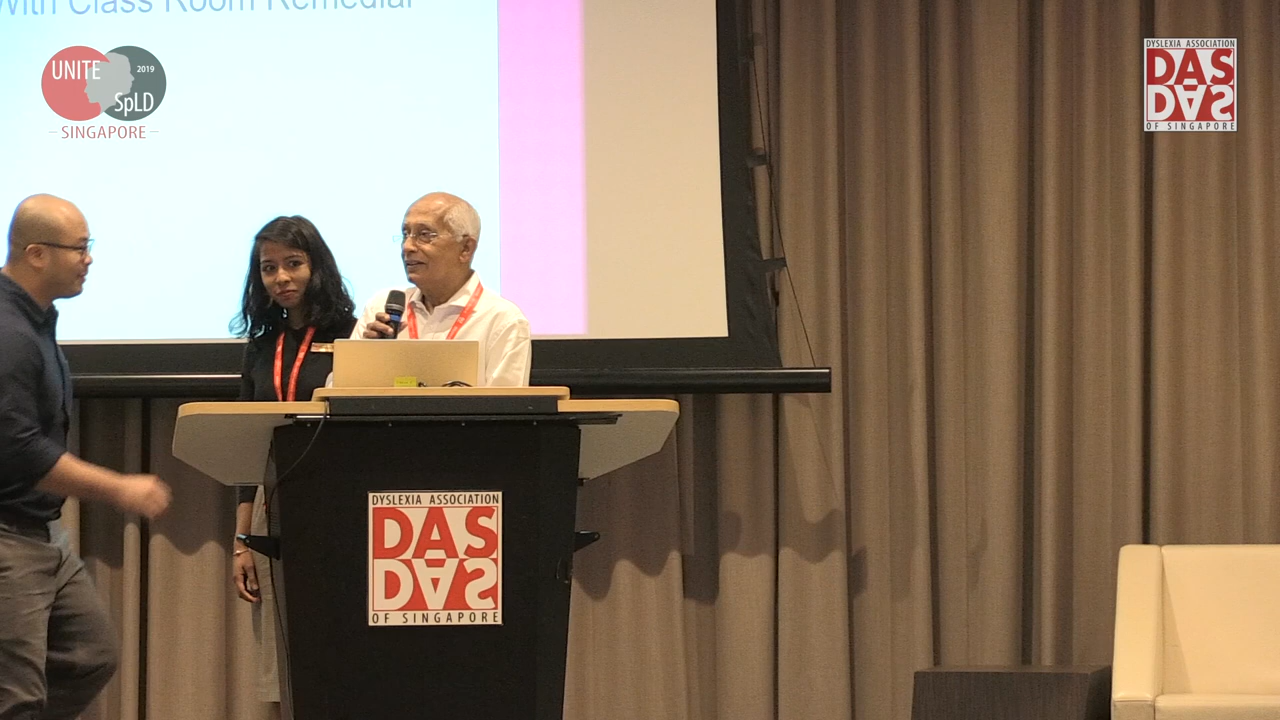 With Class Room Remedial
UNITE
2019
SpLD
SINGAPORE
DYSLEXIA ASSOCIATION
DAS
DAS
OF SINGAPORE
DYSLEXIA ASSOCIATION
DAS
DAS
OF SINGAPORE